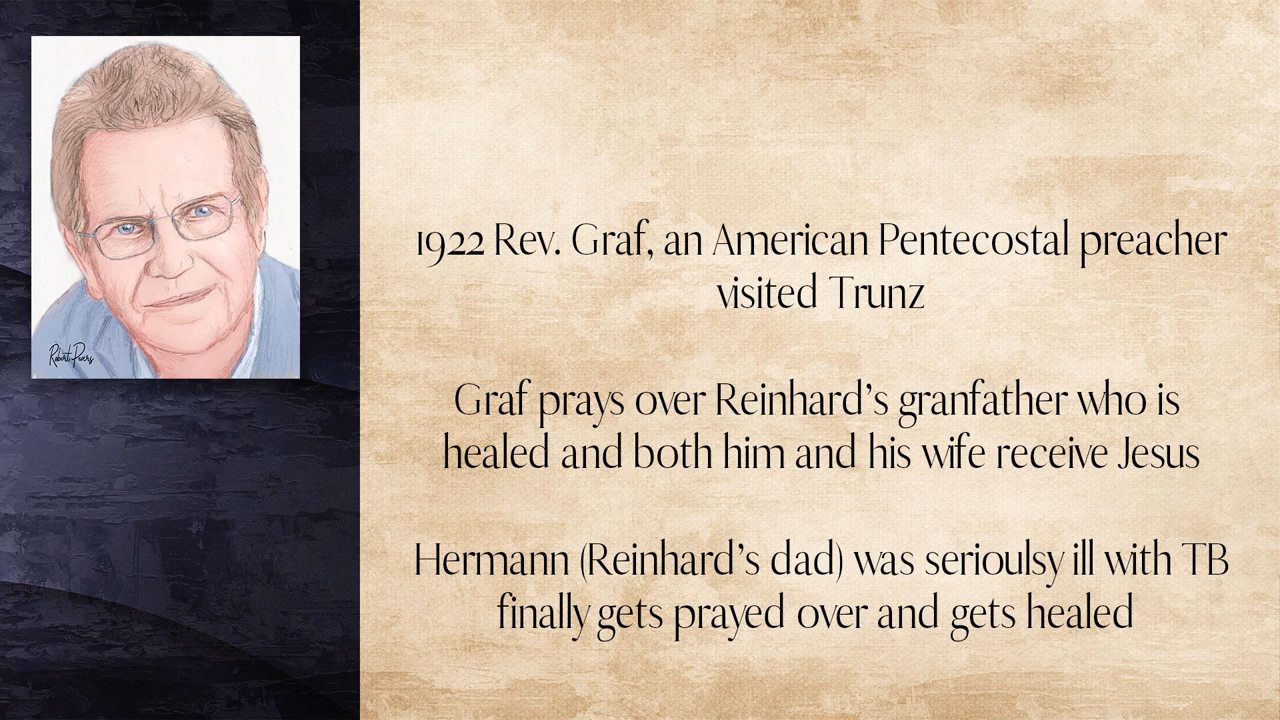 Robert Pears
1922 Rev. Graf, an American Pentecostal preacher
visited Trunz
Graf prays over Reinhard's granfather who is
healed and both him and his wife receive Jesus
Hermann (Reinhard's dad) was serioulsy ill with TB
finally gets prayed over and gets healed